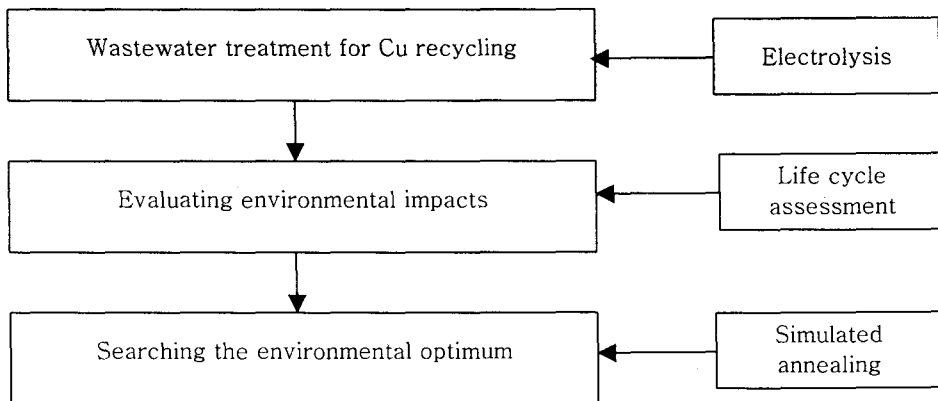 Wastewater treatment for Cu recycling
Electrolysis
Evaluating environmental impacts
Life cycle
assessment
Searching the environmental optimum
Simulated
annealing